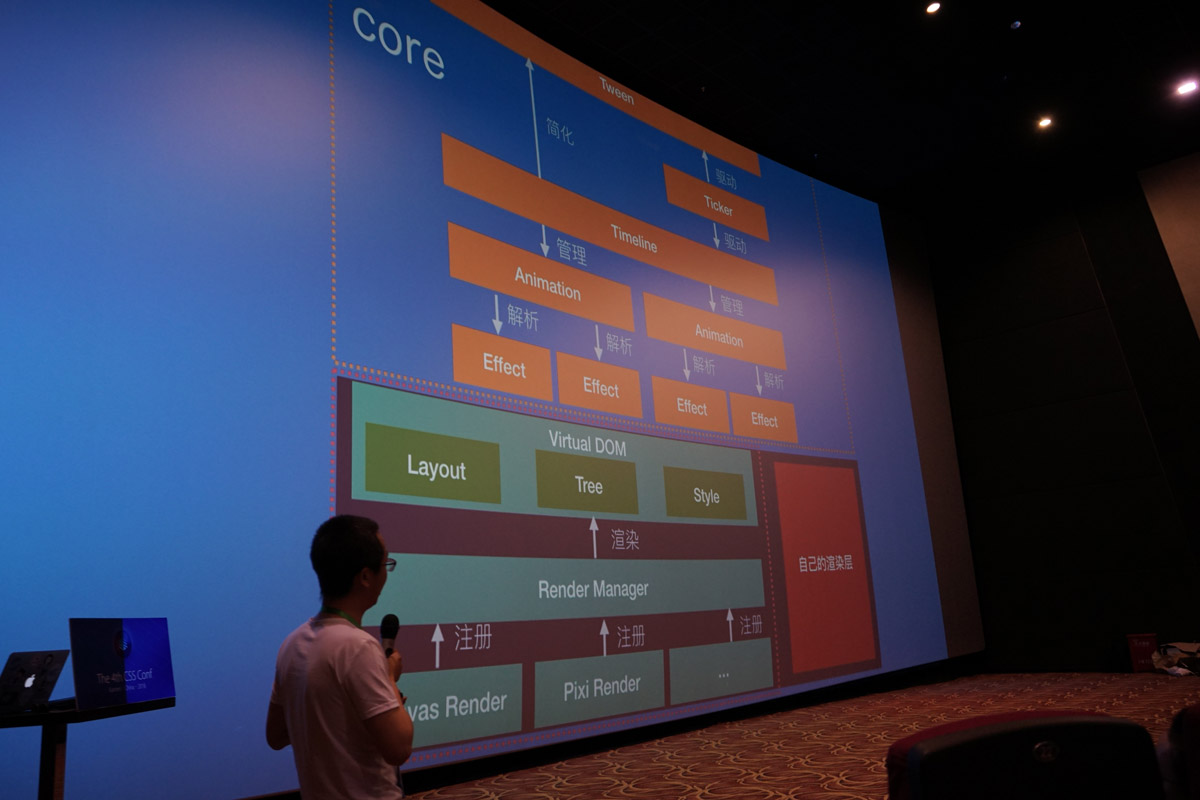 core
Tween
简化
驱动
Ticker
Timeline
驱动
管理
Animation
管理
Animation
解析
解析
解析
解析
Effect
Effect
Effect
Effect
Virtual DOM
Layout
Tree
Style
渲染
自己的渲染层
Render Manager
注册
注册
注册
vas Render
Pixi Render
...
The 4th CSS Conf